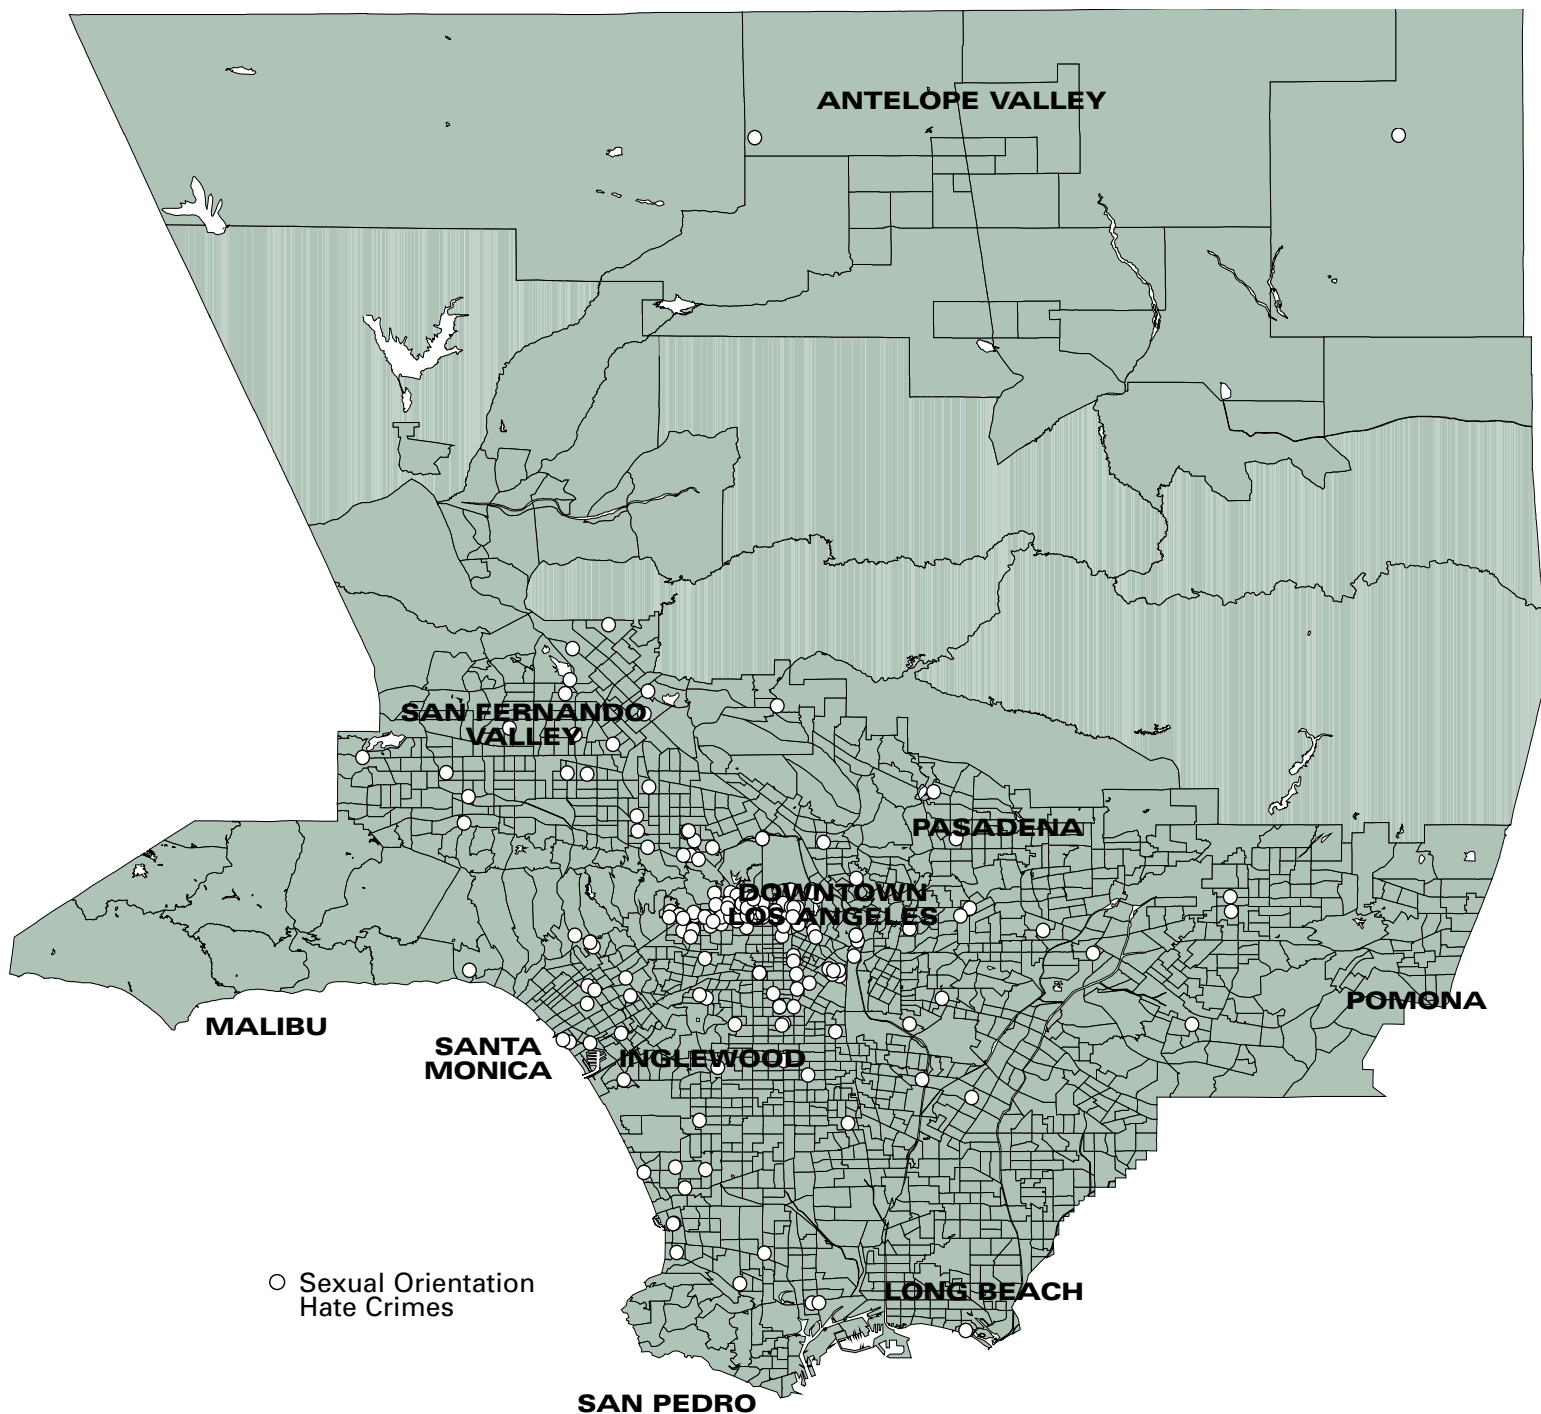 ANTELOPE VALLEY
SAN FERNANDO
VALLEY
PASADENA
DOWNTOWN
LOS ANGELES
POMONA
MALIBU
SANTA
MONICA
INGLEWOOD
Sexual Orientation
Hate Crimes
LONG BEACH
SAN PEDRO